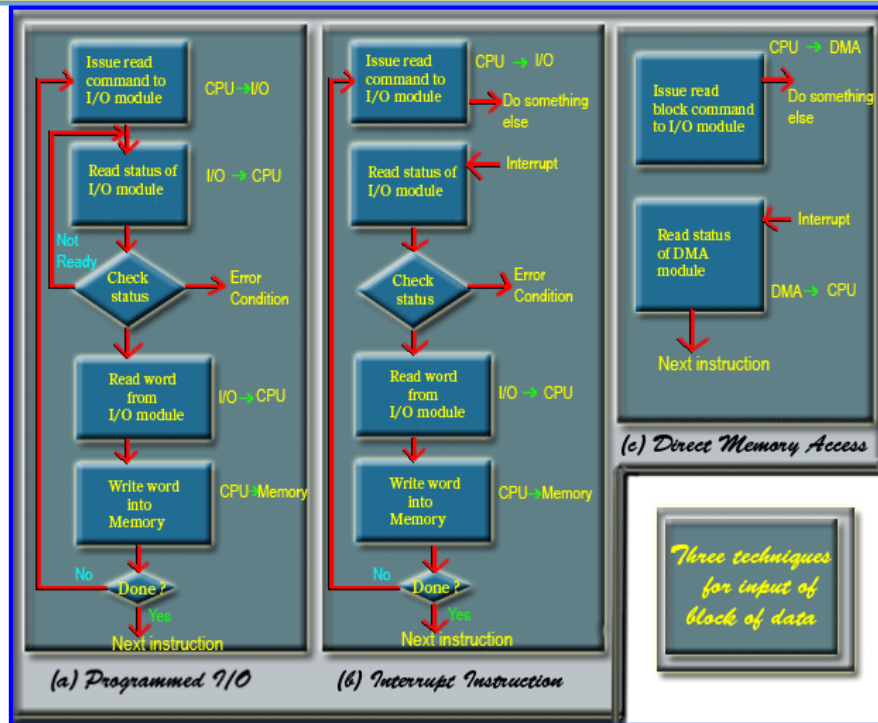 Issue read
command to
I/O module
CPU→I/O
Read status of
I/O module
I/O → CPU
Not
Ready
Check
status
Error
Condition
Read word
from
I/O module
I/O→CPU
Write word
into
Memory
CPU→Memory
No
Done ?
Yes
Next instruction
(a) Programmed I/O
Issue read
command to
I/O module
CPU → I/O
Do something
else
Read status of
I/O module
Interrupt
Check
status
Error
Condition
Read word
from
I/O module
I/O → CPU
Write word
into
Memory
CPU→Memory
No
Done ?
Yes
Next instruction
(b) Interrupt Instruction
CPU → DMA
Issue read
block command
to I/O module
Do something
else
Interrupt
Read status
of DMA
module
DMA→ CPU
Next instruction
(c) Direct Memory Access
Three techniques
for input of
block of data